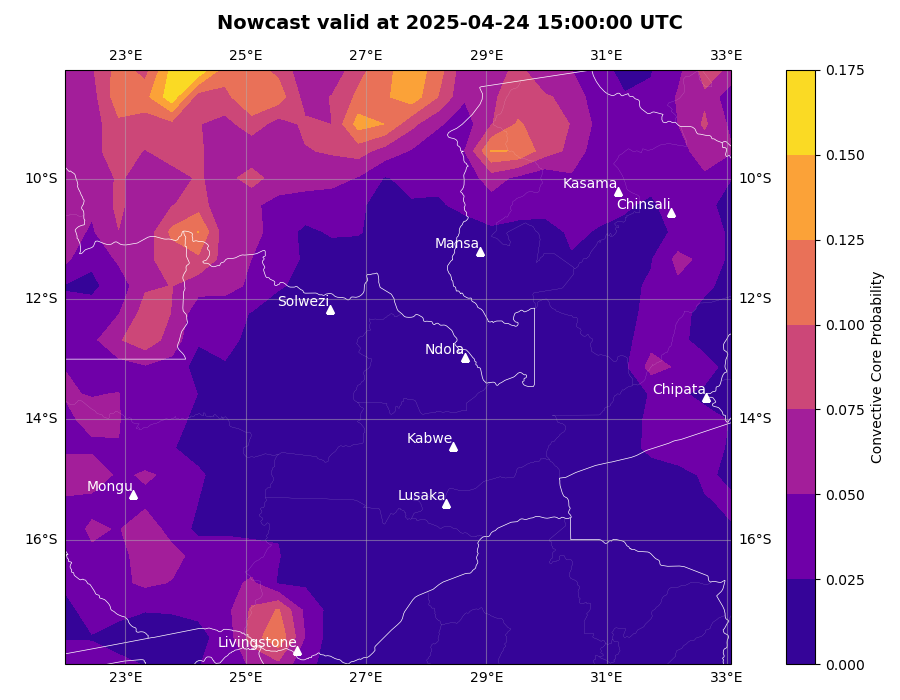 Nowcast valid at 2025-04-24 15:00:00 UTC
23°E 25°E 27°E 29°E 31°E 33°E
0.175
0.150
10°S Kasama 10°S
Chinsali
0.125
Mansa
12°S Solwezi 12°S
0.100
Ndola
Chipata
0.075
14°S 14°S
Kabwe
Mongu Lusaka
0.050
16°S 16°S
0.025
Livingstone
0.000
23°E 25°E 27°E 29°E 31°E 33°E
Convective Core Probability